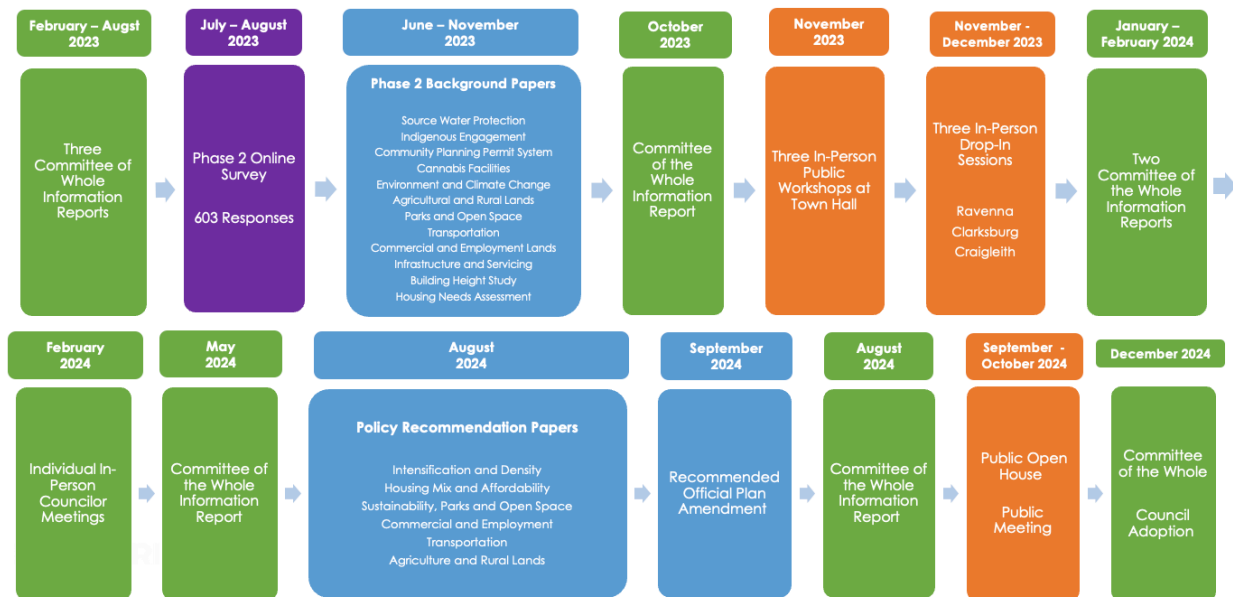 February – Augst
2023
Three
Committee of
Whole
Information
Reports
July – August
2023
Phase 2 Online
Survey
603 Responses
June – November
2023
Phase 2 Background Papers
Source Water Protection
Indigenous Engagement
Community Planning Permit System
Cannabis Facilities
Environment and Climate Change
Agricultural and Rural Lands
Parks and Open Space
Transportation
Commercial and Employment Lands
Infrastructure and Servicing
Building Height Study
Housing Needs Assessment
October
2023
Committee
of the
Whole
Information
Report
November
2023
Three In-Person
Public
Workshops at
Town Hall
November -
December 2023
Three In-Person
Drop-In
Sessions
Ravenna
Clarksburg
Craigleith
January –
February 2024
Two
Committee of
the Whole
Information
Reports
February
2024
Individual In-
Person
Councilor
Meetings
May
2024
Committee of
the Whole
Information
Report
August
2024
Policy Recommendation Papers
Intensification and Density
Housing Mix and Affordability
Sustainability, Parks and Open Space
Commercial and Employment
Transportation
Agriculture and Rural Lands
September
2024
Recommended
Official Plan
Amendment
August
2024
Committee of
the Whole
Information
Report
September -
October 2024
Public Open
House
Public
Meeting
December 2024
Committee
of the Whole
Council
Adoption